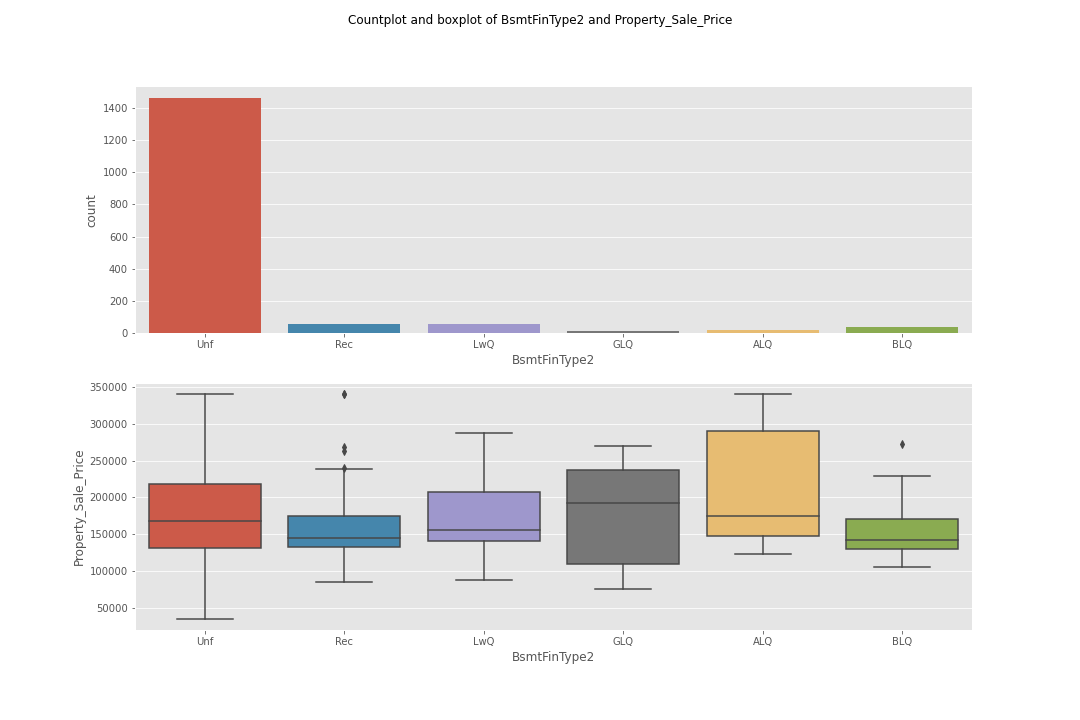 Countplot and boxplot of BsmtFinType2 and Property_Sale_Price
1400
1200
1000
800
600
400
200
0
count
Unf Rec LwQ GLQ ALQ BLQ
BsmtFinType2
350000
300000
250000
200000
150000
100000
50000
Property_Sale_Price
Unf Rec LwQ GLQ ALQ BLQ
BsmtFinType2